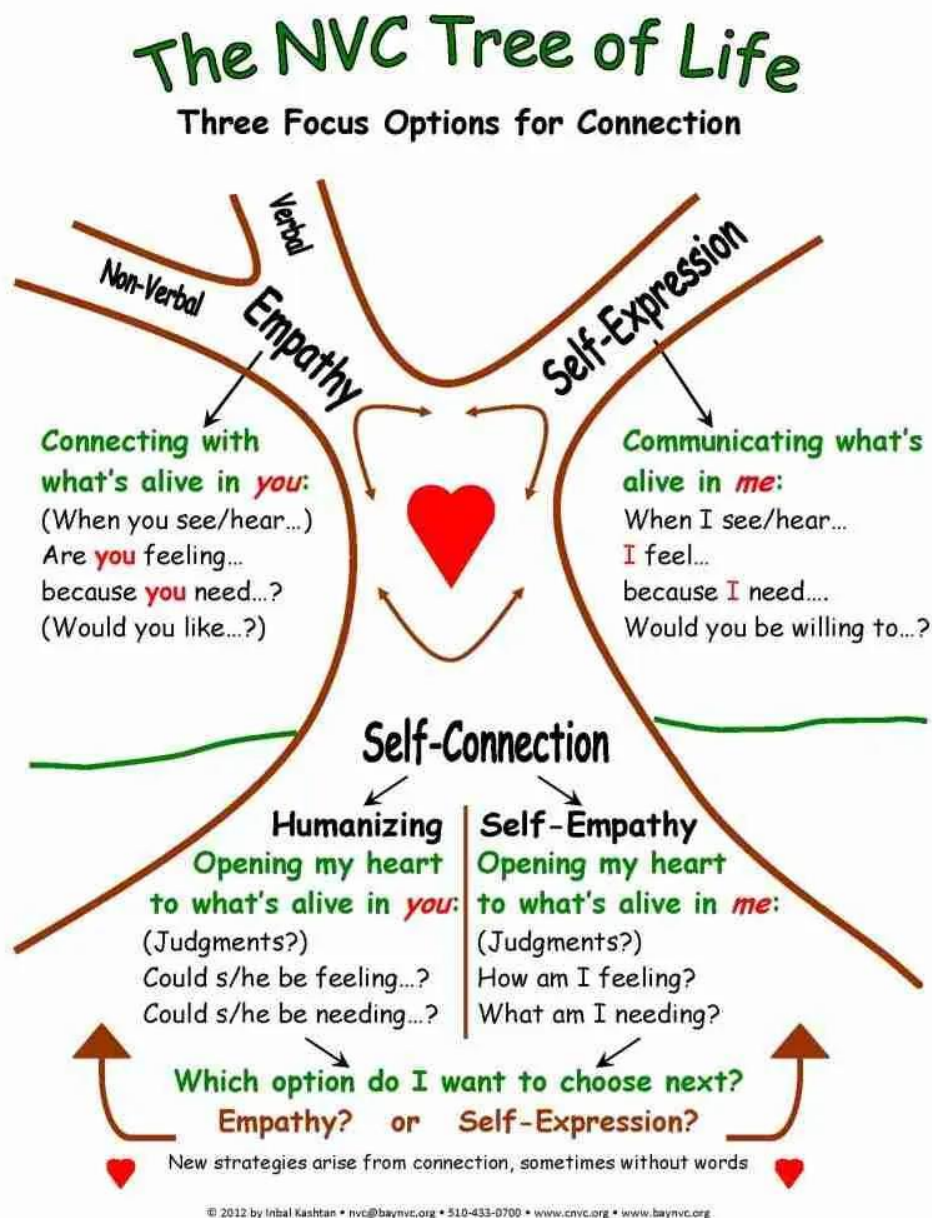 The NVC Tree of Life
Three Focus Options for Connection
Verbal
Non-Verbal
Empathy
Self-Expression
Connecting with
what's alive in you:
(When you see/hear...)
Are you feeling...
because you need...?
(Would you like...?)
Communicating what's
alive in me:
When I see/hear...
I feel...
because I need....
Would you be willing to...?
Self-Connection
Humanizing
Opening my heart
to what's alive in you:
(Judgments?)
Could s/he be feeling...?
Could s/he be needing...?
Self-Empathy
Opening my heart
to what's alive in me:
(Judgments?)
How am I feeling?
What am I needing?
Which option do I want to choose next?
Empathy? or Self-Expression?
New strategies arise from connection, sometimes without words
© 2012 by Inbal Kashtan • nvc@baynvc.org • 510-433-0700 • www.cnvc.org • www.baynvc.org